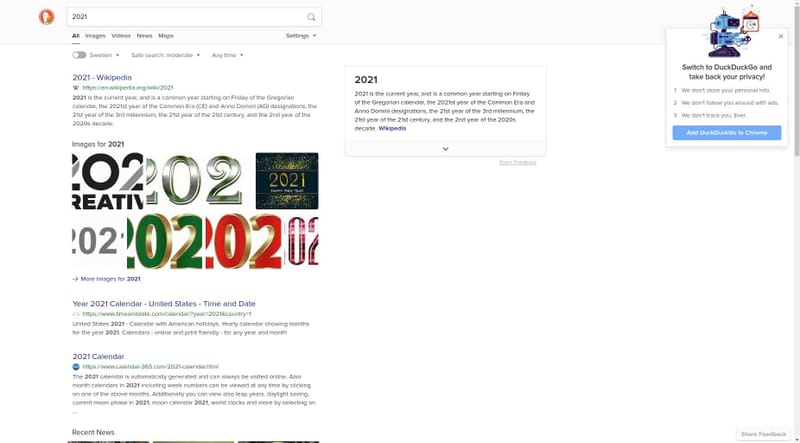 2021
All Images Videos News Maps Settings
Sweden Safe search: moderate Any time
2021 - Wikipedia
https://en.wikipedia.org/wiki/2021
2021 is the current year, and is a common year starting on Friday of the Gregorian
calendar, the 2021st year of the Common Era (CE) and Anno Domini (AD) designations, the
21st year of the 3rd millennium, the 21st year of the 21st century, and the 2nd year of the
2020s decade.
Images for 2021
202
REATIV
202
2021
HAPPY NEW YEAR
202
202
202
202
→ More Images for 2021
Year 2021 Calendar - United States - Time and Date
https://www.timeanddate.com/calendar/?year=2021&country=1
United States 2021 - Calendar with American holidays. Yearly calendar showing months
for the year 2021. Calendars - online and print friendly - for any year and month
2021 Calendar
https://www.calendar-365.com/2021-calendar.html
The 2021 calendar is automatically generated and can always be visited online. Also
month calendars in 2021 including week numbers can be viewed at any time by clicking
on one of the above months. Additionally you can view also leap years, daylight saving,
current moon phase in 2021, moon calendar 2021, world clocks and more by selecting an
...
Recent News
2021
2021 is the current year, and is a common year starting on Friday of
the Gregorian calendar, the 2021st year of the Common Era and
Anno Domini designations, the 21st year of the 3rd millennium, the
21st year of the 21st century, and the 2nd year of the 2020s
decade. Wikipedia
Share Feedback
Switch to DuckDuckGo and
take back your privacy!
1 We don't store your personal info.
2 We don't follow you around with ads.
3 We don't track you. Ever.
Add DuckDuckGo to Chrome
Share Feedback